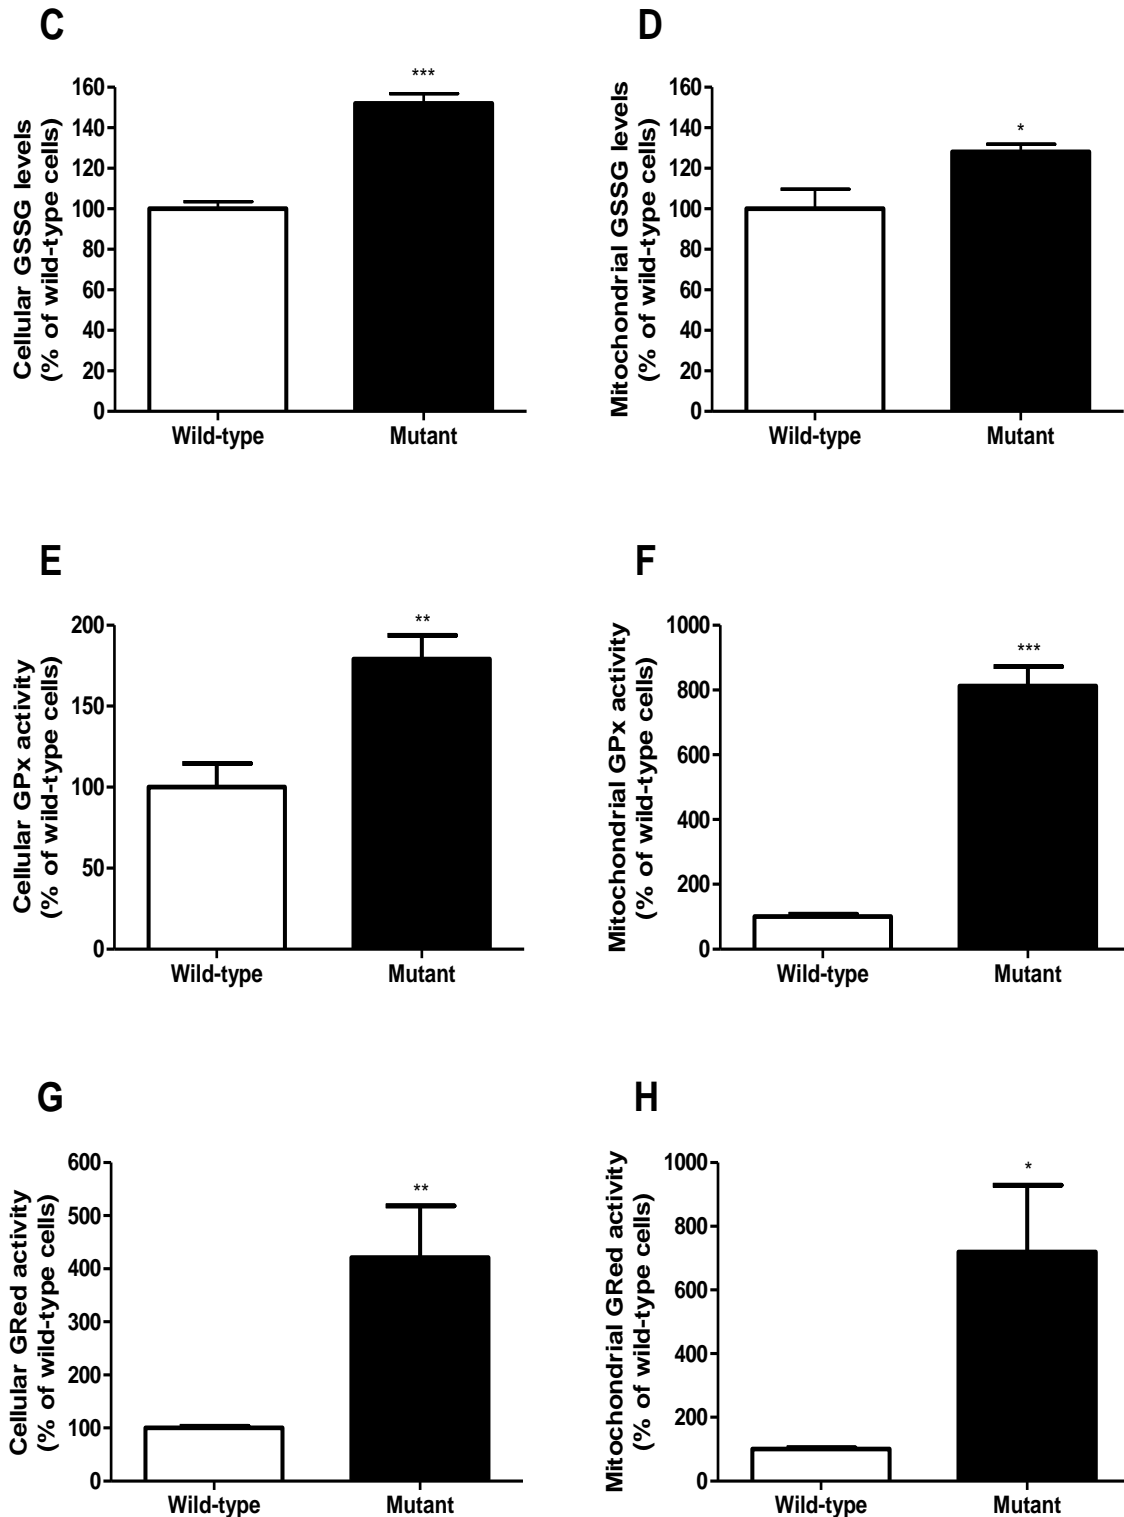 C
Cellular GSSG levels
(% of wild-type cells)
160
140
120
100
80
60
40
20
0
***
Wild-type Mutant
D
Mitochondrial GSSG levels
(% of wild-type cells)
160
140
120
100
80
60
40
20
0
*
Wild-type Mutant
E
Cellular GPx activity
(% of wild-type cells)
200
150
100
50
0
**
Wild-type Mutant
F
Mitochondrial GPx activity
(% of wild-type cells)
1000
800
600
400
200
0
***
Wild-type Mutant
G
Cellular GRed activity
(% of wild-type cells)
600
500
400
300
200
100
0
**
Wild-type Mutant
H
Mitochondrial GRed activity
(% of wild-type cells)
1000
800
600
400
200
0
*
Wild-type Mutant